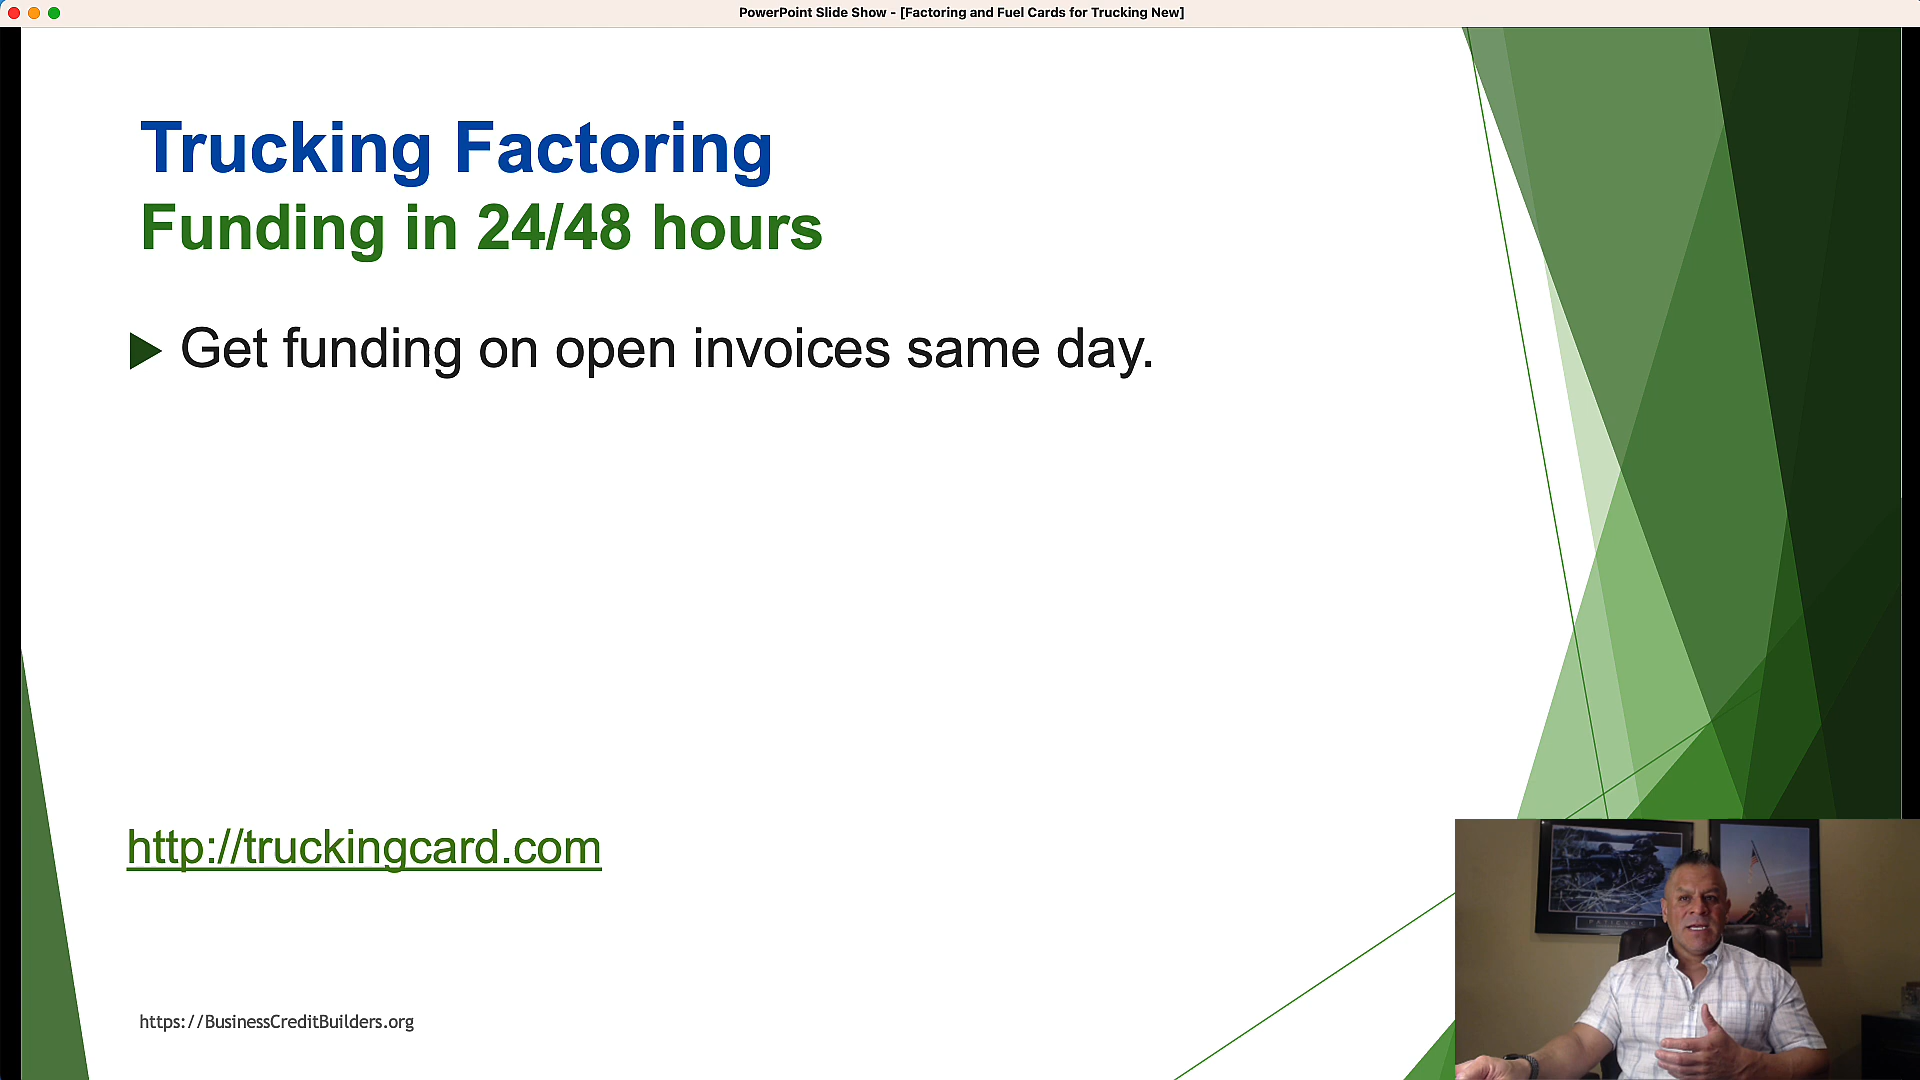 PowerPoint Slide Show - [Factoring and Fuel Cards for Trucking New]
Trucking Factoring
Funding in 24/48 hours
Get funding on open invoices same day.
http://truckingcard.com
PATIENCE
https://BusinessCreditBuilders.org